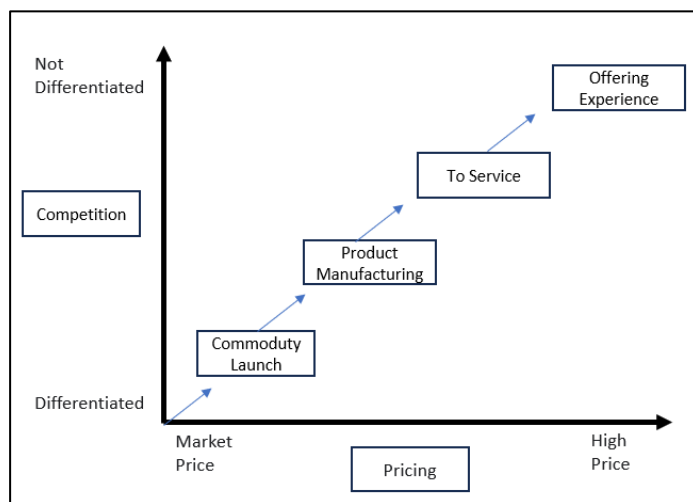 Not
Differentiated
Offering
Experience
To Service
Competition
Product
Manufacturing
Commoduty
Launch
Differentiated
Market
Price
High
Price
Pricing